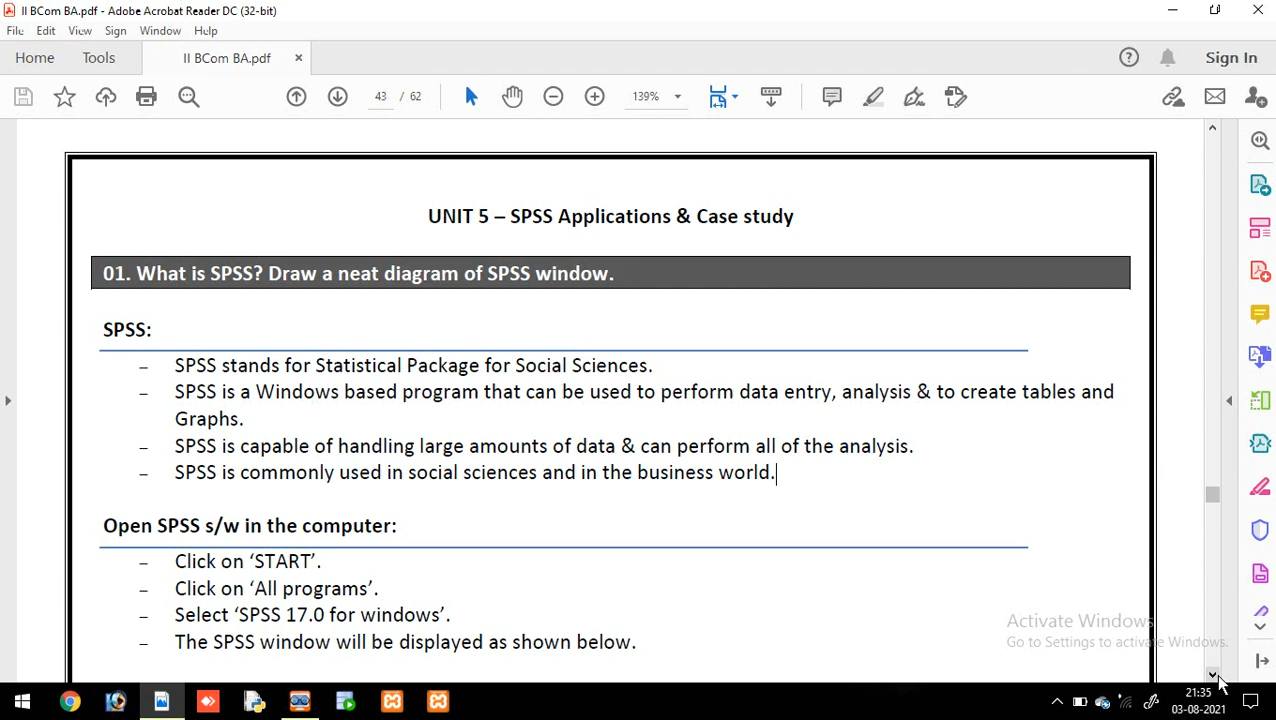 II BCom BA.pdf - Adobe Acrobat Reader DC (32-bit)
File Edit View Sign Window Help
Home Tools II BCom BA.pdf × Sign In
43 / 62 139%
UNIT 5 – SPSS Applications & Case study
01. What is SPSS? Draw a neat diagram of SPSS window.
SPSS:
– SPSS stands for Statistical Package for Social Sciences.
– SPSS is a Windows based program that can be used to perform data entry, analysis & to create tables and
Graphs.
– SPSS is capable of handling large amounts of data & can perform all of the analysis.
– SPSS is commonly used in social sciences and in the business world.
Open SPSS s/w in the computer:
– Click on ‘START’.
– Click on ‘All programs’.
– Select ‘SPSS 17.0 for windows’.
– The SPSS window will be displayed as shown below.
Activate Windows
Go to Settings to activate Windows.
21:35
03-08-2021